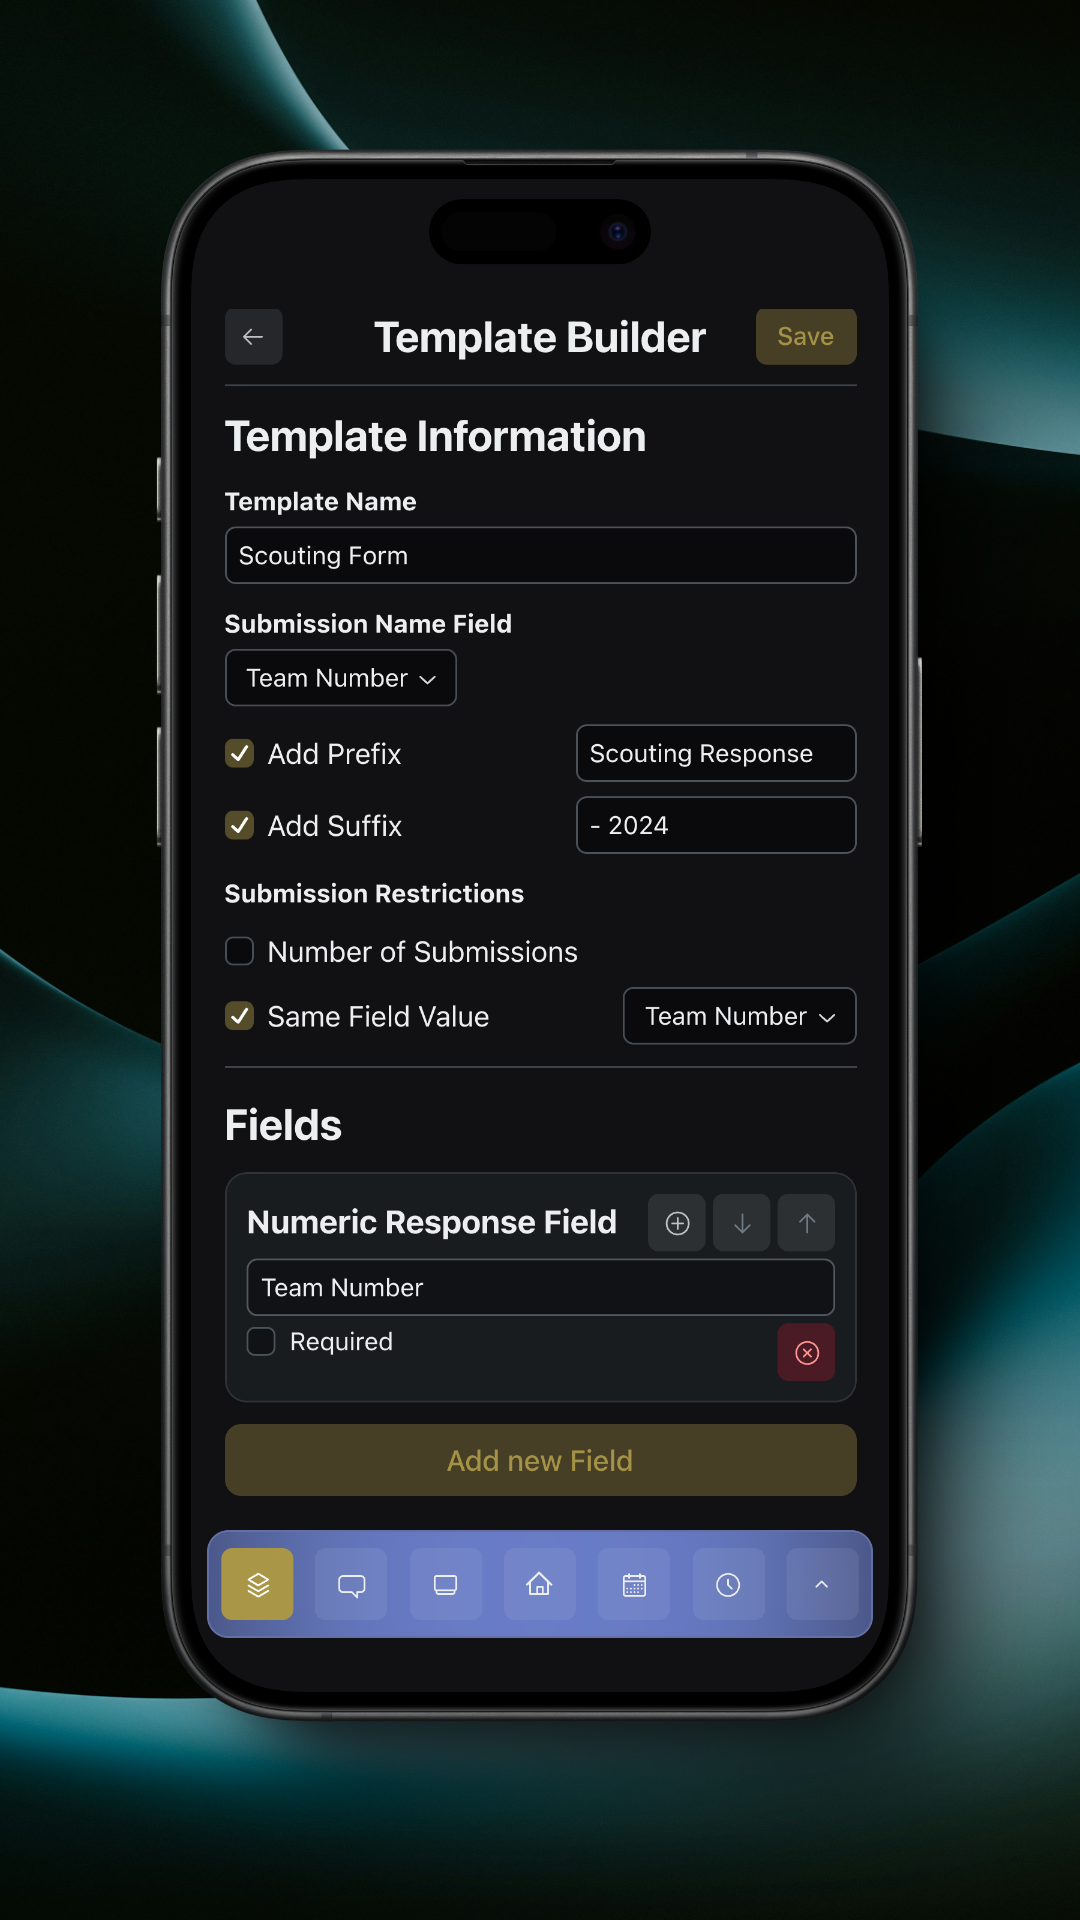 Template Builder
Save
Template Information
Template Name
Scouting Form
Submission Name Field
Team Number
Add Prefix
Scouting Response
Add Suffix
- 2024
Submission Restrictions
Number of Submissions
Same Field Value
Team Number
Fields
Numeric Response Field
Team Number
Required
Add new Field